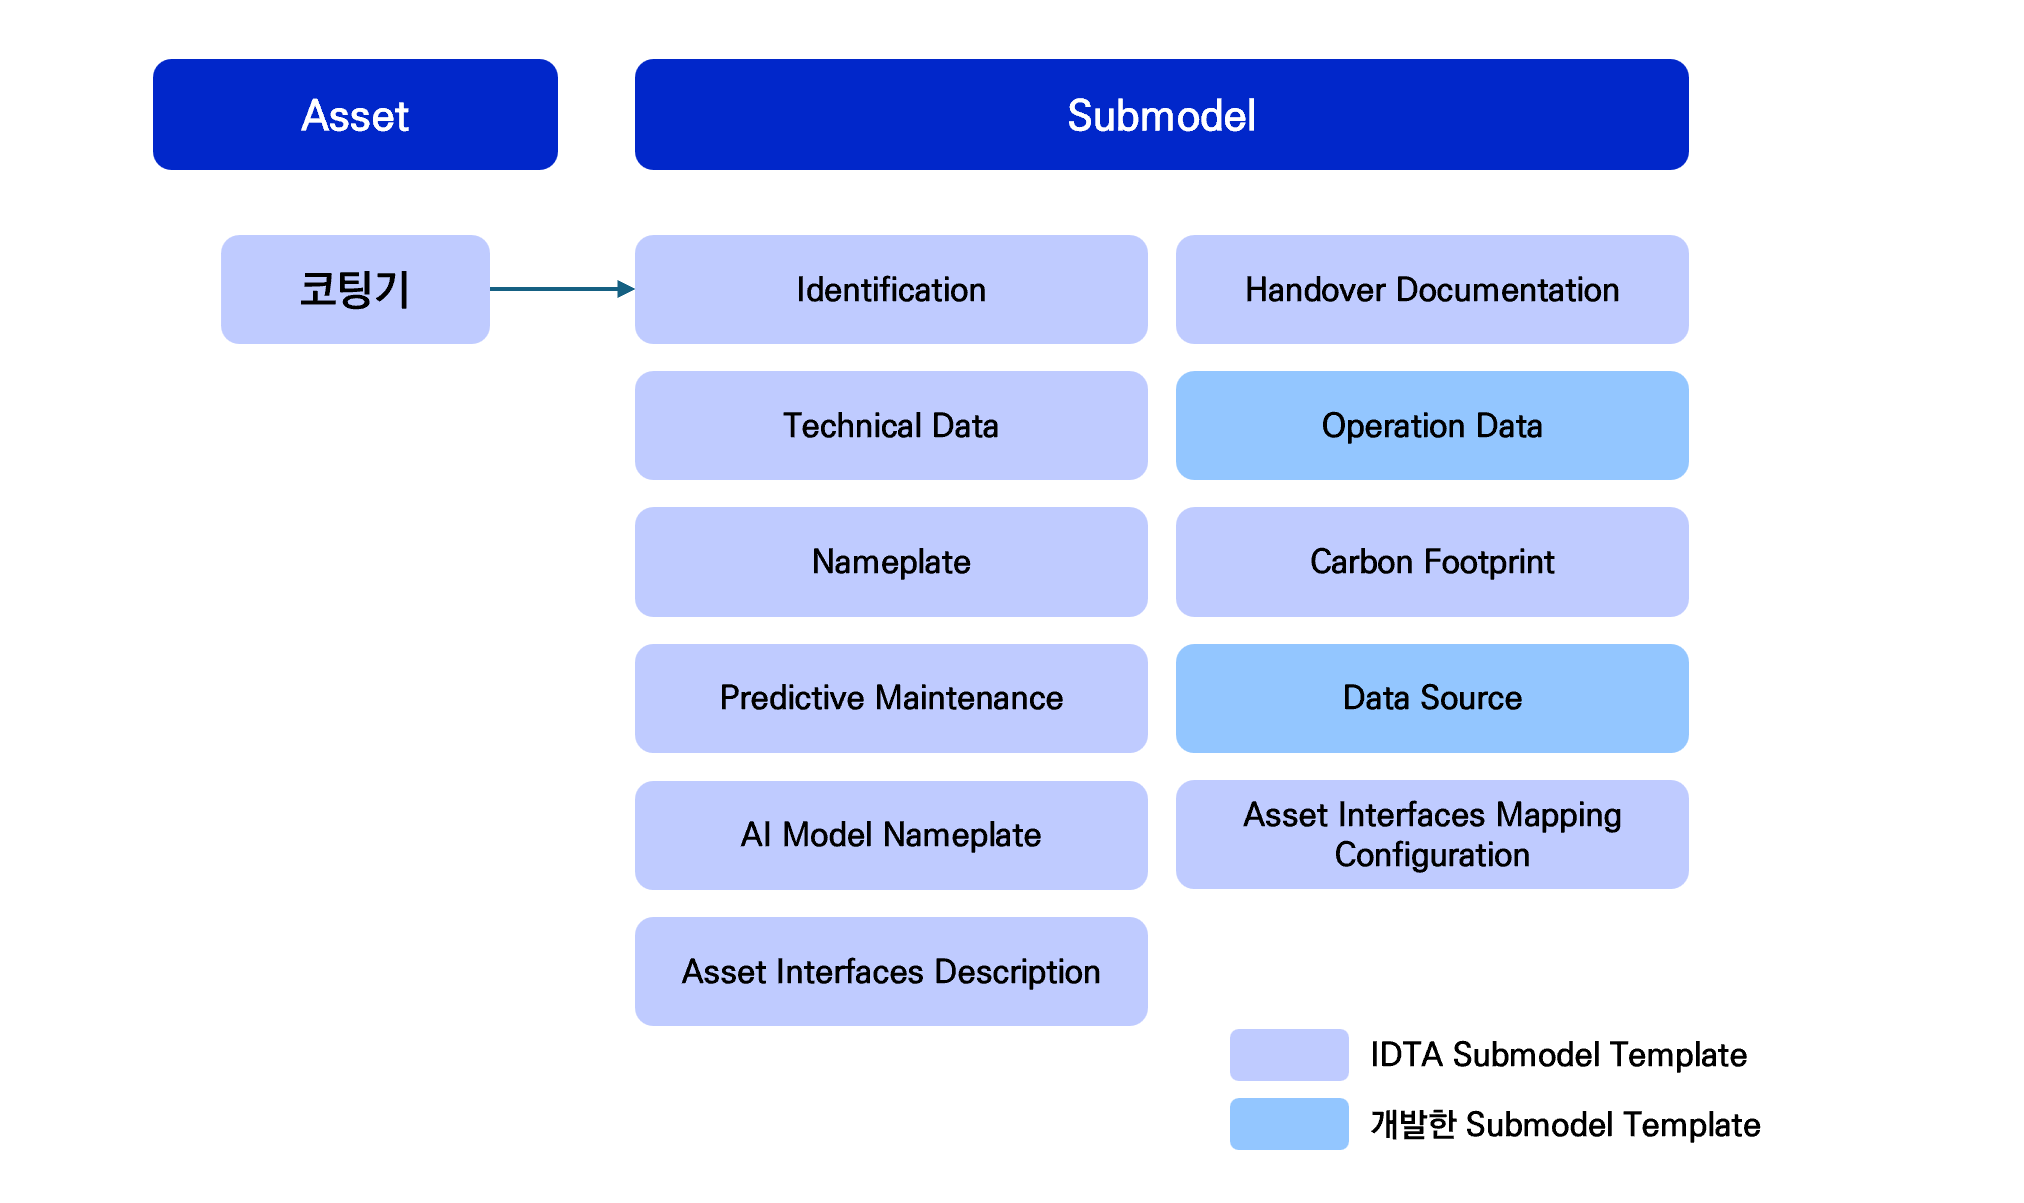 Asset
Submodel
코팅기
Identification
Handover Documentation
Technical Data
Operation Data
Nameplate
Carbon Footprint
Predictive Maintenance
Data Source
AI Model Nameplate
Asset Interfaces Mapping
Configuration
Asset Interfaces Description
IDTA Submodel Template
개발한 Submodel Template